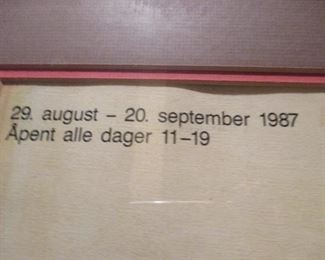 29. august – 20. september 1987
Åpent alle dager 11–19